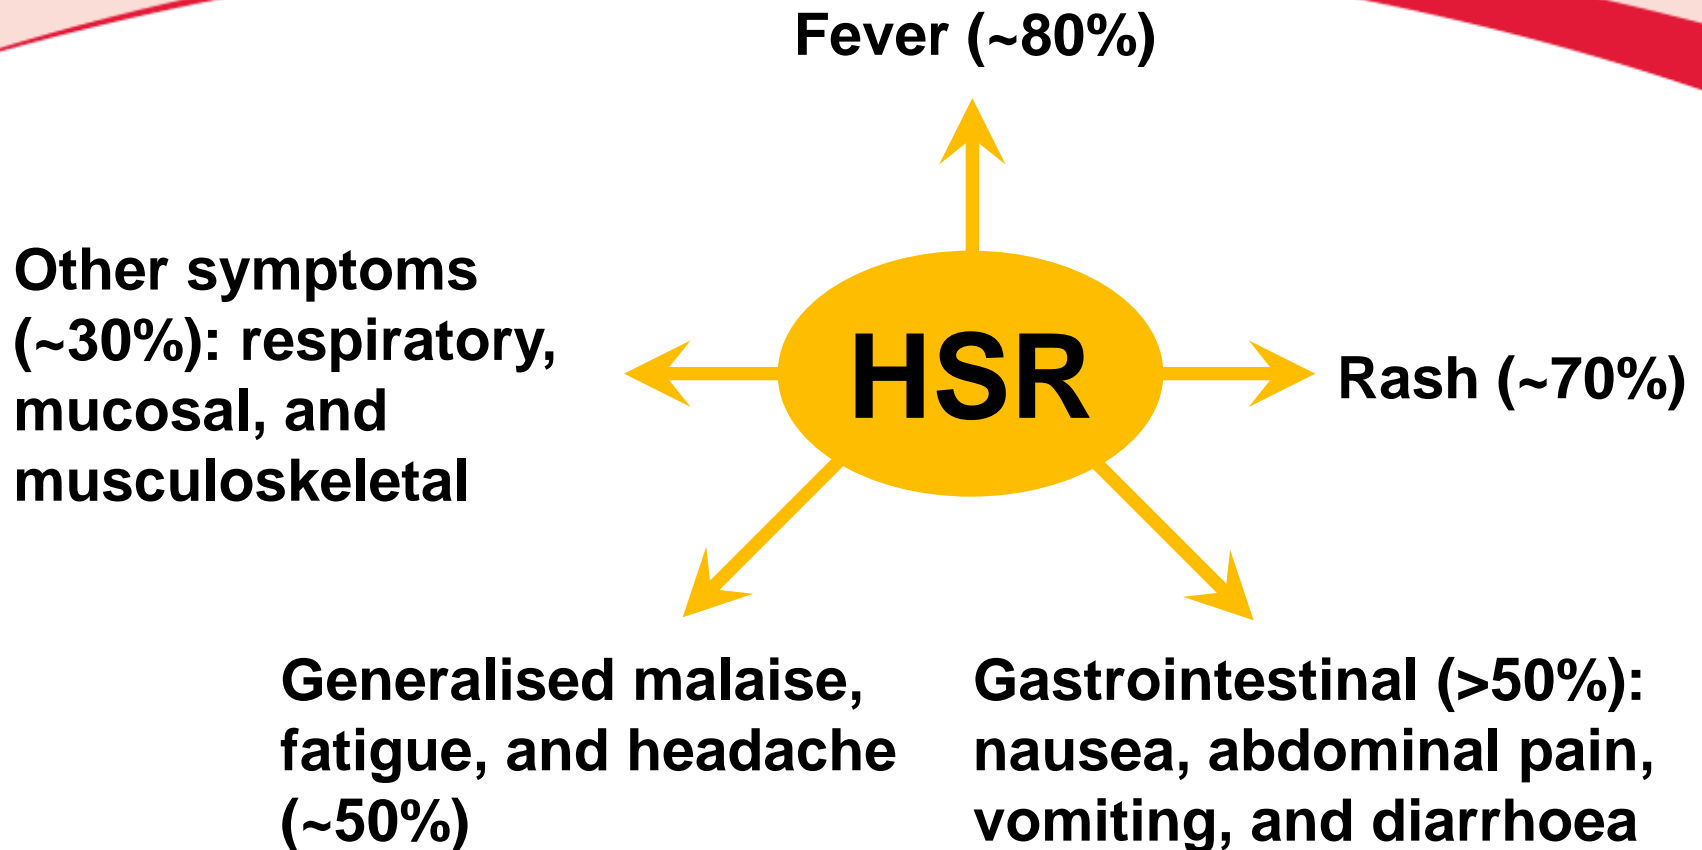 Fever (~80%)
Other symptoms
(~30%): respiratory,
mucosal, and
musculoskeletal
HSR
Rash (~70%)
Generalised malaise,
fatigue, and headache
(~50%)
Gastrointestinal (>50%):
nausea, abdominal pain,
vomiting, and diarrhoea